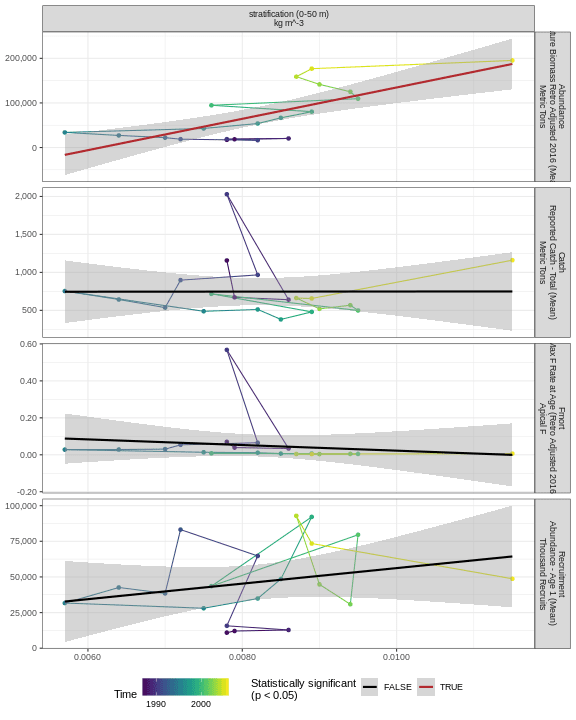 stratification (0-50 m)
kg m^-3
200,000
100,000
0
Abundance
Biomass Retro Adjusted 2016
Metric Tons
2,000
1,500
1,000
500
Catch
Reported Catch - Total (Mean)
Metric Tons
0.60
0.40
0.20
0.00
-0.20
Fmort
F Rate at Age (Retro Adjusted 2016
Apical F
100,000
75,000
50,000
25,000
0
Recruitment
Abundance - Age 1 (Mean)
Thousand Recruits
0.0060
0.0080
0.0100
Time
1990
2000
Statistically significant
(p < 0.05)
FALSE
TRUE